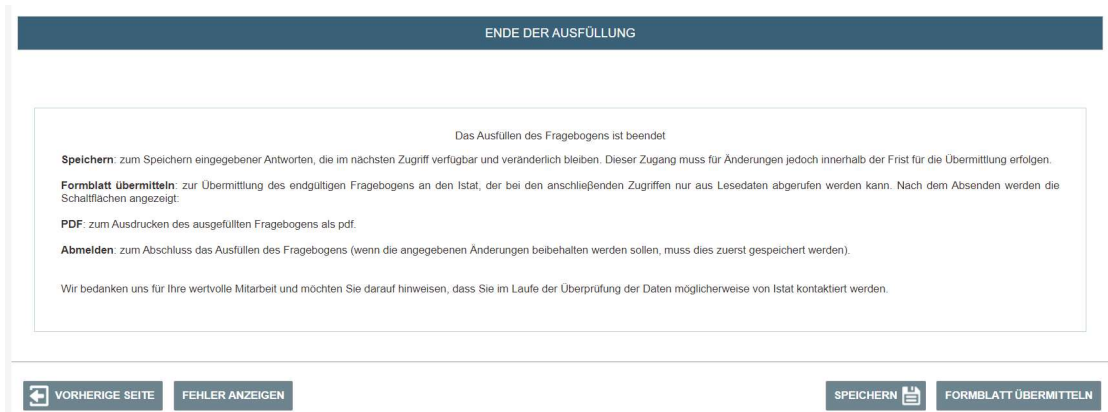 ENDE DER AUSFÜLLUNG
Das Ausfüllen des Fragebogens ist beendet
Speichern: zum Speichern eingegebener Antworten, die im nächsten Zugriff verfügbar und veränderlich bleiben. Dieser Zugang muss für Änderungen jedoch innerhalb der Frist für die Übermittlung erfolgen.
Formblatt übermitteln: zur Übermittlung des endgültigen Fragebogens an den Istat, der bei den anschließenden Zugriffen nur aus Lesedaten abgerufen werden kann. Nach dem Absenden werden die
Schaltflächen angezeigt:
PDF: zum Ausdrucken des ausgefüllten Fragebogens als pdf.
Abmelden: zum Abschluss das Ausfüllen des Fragebogens (wenn die angegebenen Änderungen beibehalten werden sollen, muss dies zuerst gespeichert werden).
Wir bedanken uns für Ihre wertvolle Mitarbeit und möchten Sie darauf hinweisen, dass Sie im Laufe der Überprüfung der Daten möglicherweise von Istat kontaktiert werden.
VORHERIGE SEITE FEHLER ANZEIGEN SPEICHERN FORMBLATT ÜBERMITTELN